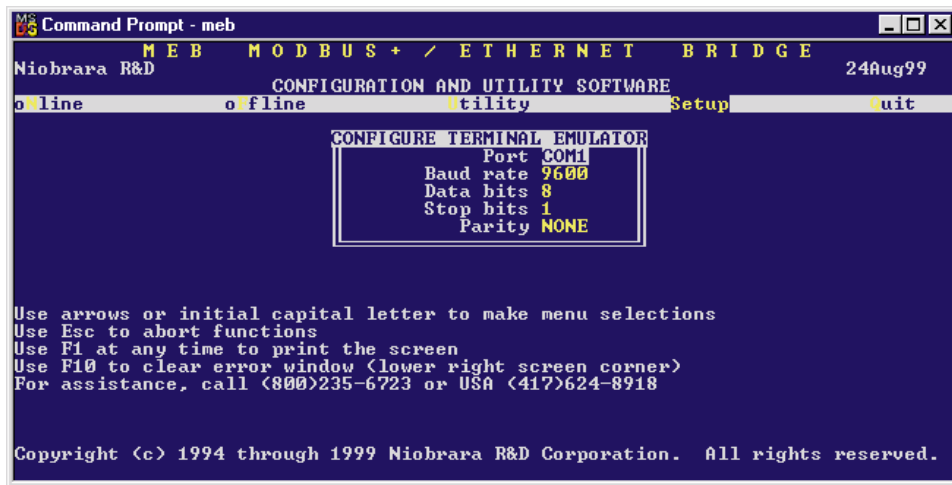 Command Prompt - meb
M E B   M O D B U S + / E T H E R N E T   B R I D G E
Niobrara R&D 24Aug99
CONFIGURATION AND UTILITY SOFTWARE
oNline oFfline Utility Setup Quit
CONFIGURE TERMINAL EMULATOR
Port COM1
Baud rate 9600
Data bits 8
Stop bits 1
Parity NONE
Use arrows or initial capital letter to make menu selections
Use Esc to abort functions
Use F1 at any time to print the screen
Use F10 to clear error window (lower right screen corner)
For assistance, call (800)235-6723 or USA (417)624-8918
Copyright (c) 1994 through 1999 Niobrara R&D Corporation.  All rights reserved.